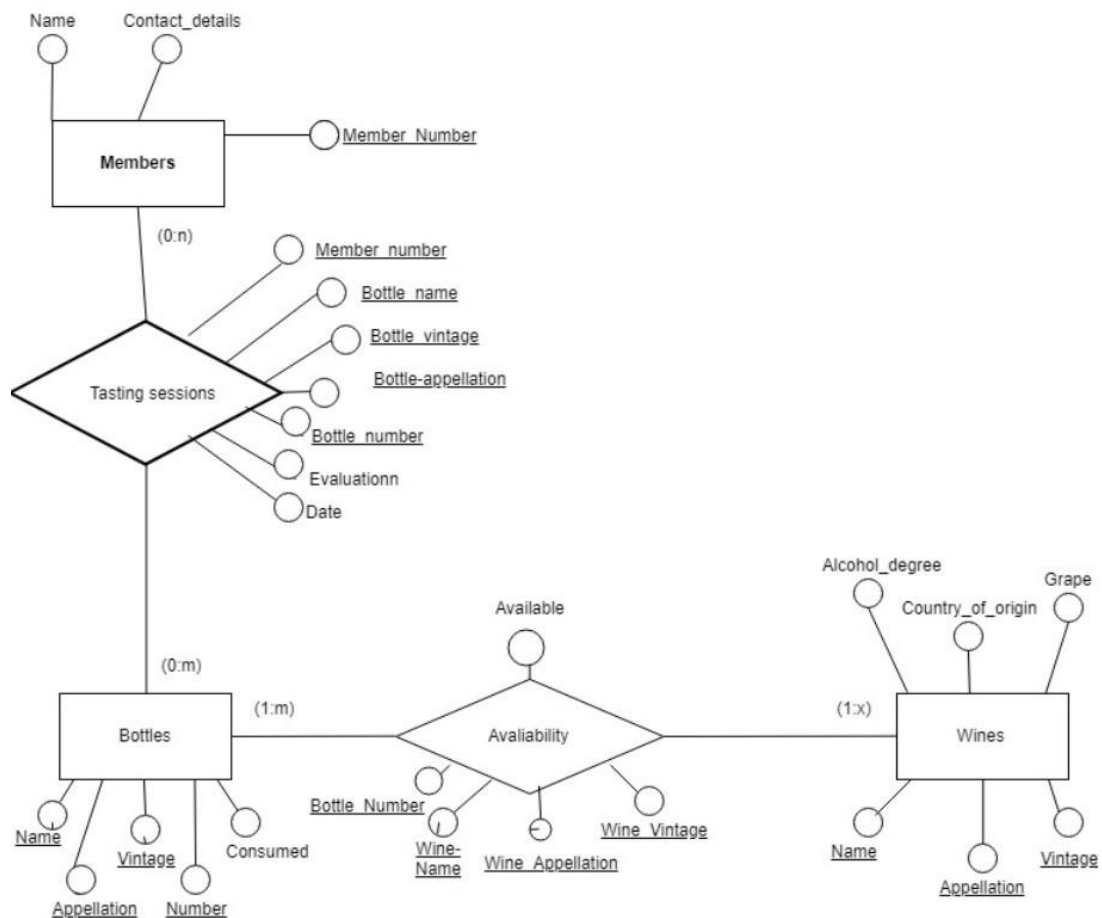 Name
Contact_details
Member_Number
Members
(0:n)
Member_number
Bottle_name
Bottle_vintage
Bottle-appellation
Tasting sessions
Bottle_number
Evaluationn
Date
Alcohol_degree
Grape
Available
Country_of_origin
(0:m)
(1:m)
(1:x)
Bottles
Avaliability
Wines
Bottle_Number
Wine-
Name
Wine_Appellation
Wine_Vintage
Name
Vintage
Consumed
Appellation
Number
Name
Vintage
Appellation